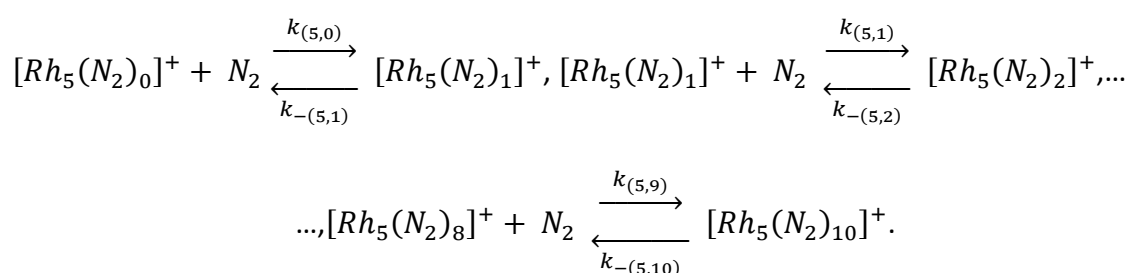 [Rh₅(N₂)₀]⁺ + N₂ ⇄ k₍₅,₀₎ k₋₍₅,₁₎ [Rh₅(N₂)₁]⁺, [Rh₅(N₂)₁]⁺ + N₂ ⇄ k₍₅,₁₎ k₋₍₅,₂₎ [Rh₅(N₂)₂]⁺,...
...,[Rh₅(N₂)₈]⁺ + N₂ ⇄ k₍₅,₉₎ k₋₍₅,₁₀₎ [Rh₅(N₂)₁₀]⁺.